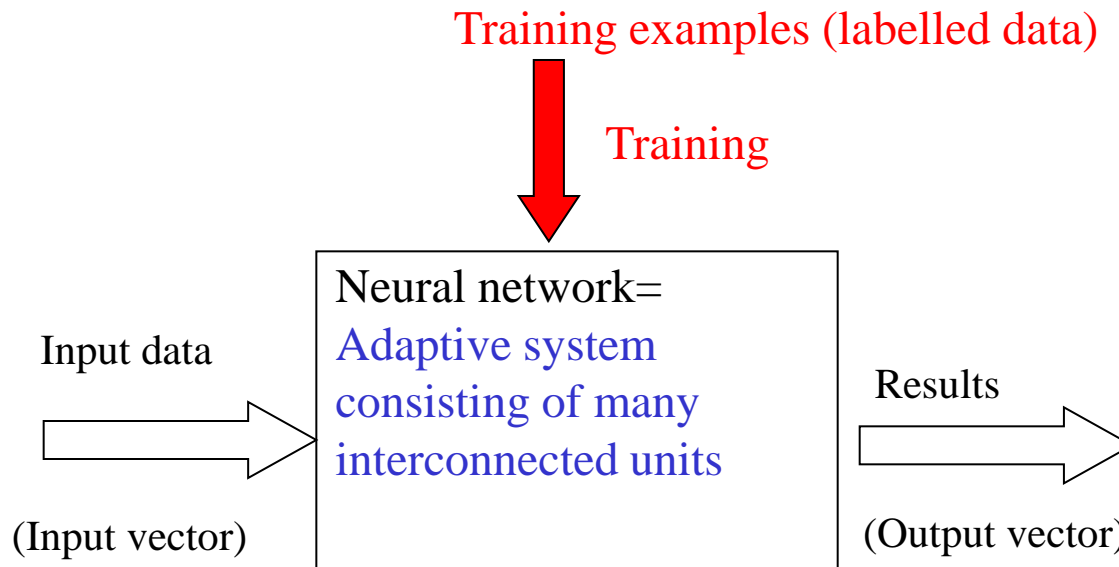 Training examples (labelled data)
Training
Neural network=
Adaptive system
consisting of many
interconnected units
Input data
(Input vector)
Results
(Output vector)